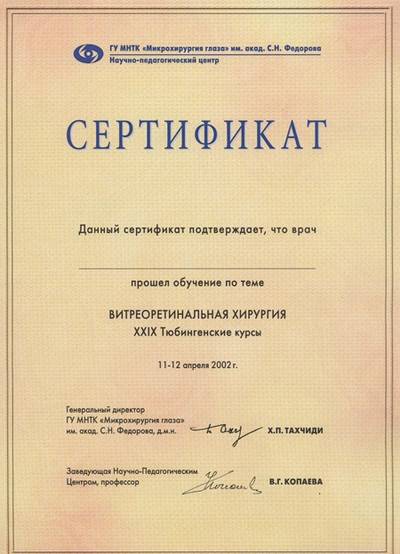 ГУ МНТК «Микрохирургия глаза» им. акад. С.Н. Федорова
Научно-педагогический центр
СЕРТИФИКАТ
Данный сертификат подтверждает, что врач
прошел обучение по теме
ВИТРЕОРЕТИНАЛЬНАЯ ХИРУРГИЯ
XXIX Тюбингенские курсы
11-12 апреля 2002 г.
Генеральный директор
ГУ МНТК «Микрохирургия глаза»
им. акад. С.Н. Федорова, д.м.н.
Х.П. ТАХЧИДИ
Заведующая Научно-Педагогическим
Центром, профессор
В.Г. КОПАЕВА